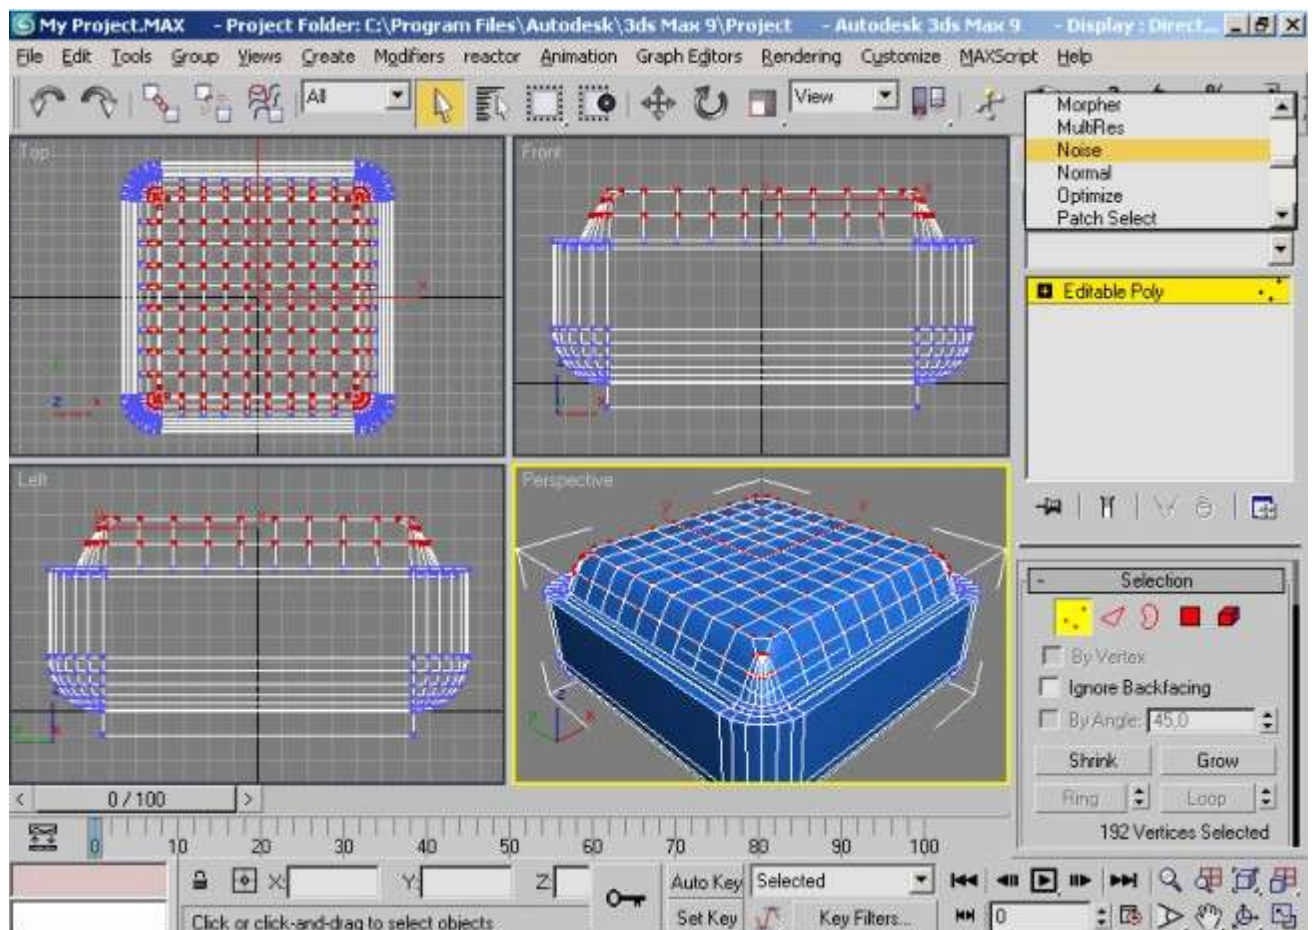 My Project.MAX - Project Folder: C:\Program Files\Autodesk\3ds Max 9\Project - Autodesk 3ds Max 9 - Display : Direct...
File Edit Tools Group Views Create Modifiers reactor Animation Graph Editors Rendering Customize MAXScript Help
All
View
Morpher
MultiRes
Noise
Normal
Optimize
Patch Select
Top
Front
Editable Poly
Left
Perspective
- Selection
By Vertex
Ignore Backfacing
By Angle: 45,0
Shrink Grow
Ring Loop
192 Vertices Selected
< 0 / 100 >
0 10 20 30 40 50 60 70 80 90 100
X: Y: Z:
Auto Key Selected
Click or click-and-drag to select objects
Set Key Key Filters...
0